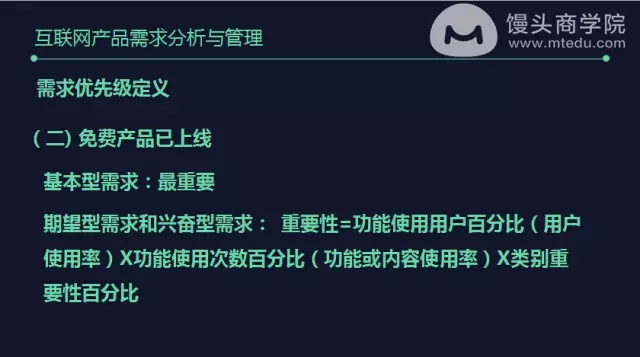 互联网产品需求分析与管理
馒头商学院
www.mtedu.com
需求优先级定义
（二）免费产品已上线
基本型需求：最重要
期望型需求和兴奋型需求： 重要性=功能使用用户百分比（用户
使用率）X功能使用次数百分比（功能或内容使用率）X类别重
要性百分比